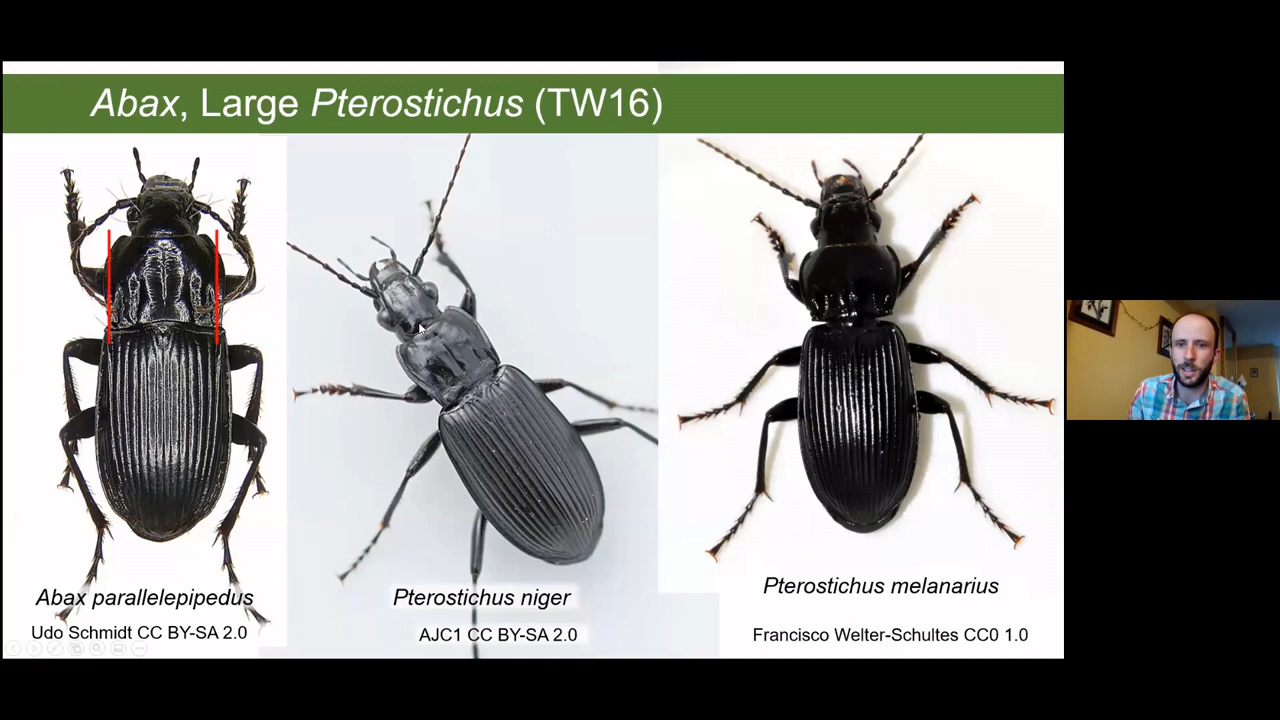 Abax, Large Pterostichus (TW16)
Abax parallelepipedus
Udo Schmidt CC BY-SA 2.0
Pterostichus niger
AJC1 CC BY-SA 2.0
Pterostichus melanarius
Francisco Welter-Schultes CC0 1.0